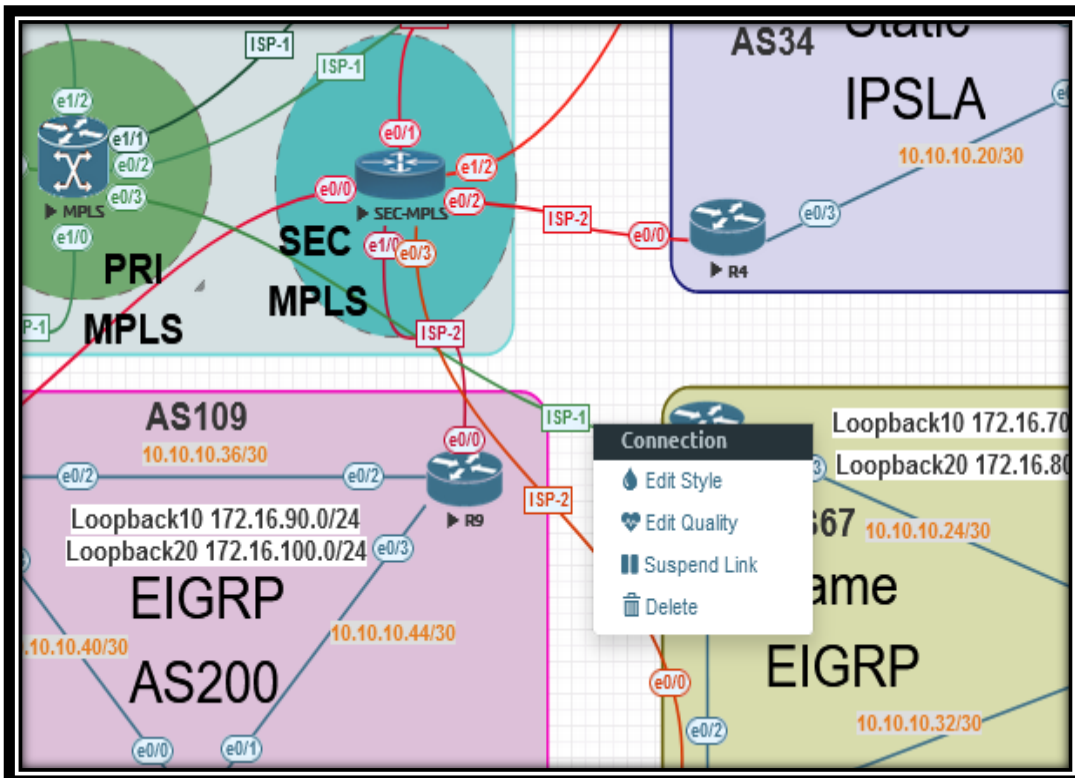 ISP-1
ISP-1
AS34
Static
IPSLA
e1/2
e1/1
e0/2
e0/3
MPLS
e1/0
PRI
MPLS
e0/1
e1/2
e0/0
e0/2
SEC-MPLS
e1/0
e0/3
SEC
MPLS
ISP-2
ISP-2
e0/0
R4
e0/3
10.10.10.20/30
AS109
10.10.10.36/30
e0/2
e0/2
e0/0
R9
Loopback10 172.16.90.0/24
Loopback20 172.16.100.0/24
e0/3
EIGRP
10.10.10.44/30
.10.10.40/30
AS200
e0/0
e0/1
ISP-1
ISP-2
Connection
Edit Style
Edit Quality
Suspend Link
Delete
Loopback10 172.16.70
Loopback20 172.16.80
67
10.10.10.24/30
ame
EIGRP
e0/0
e0/2
10.10.10.32/30